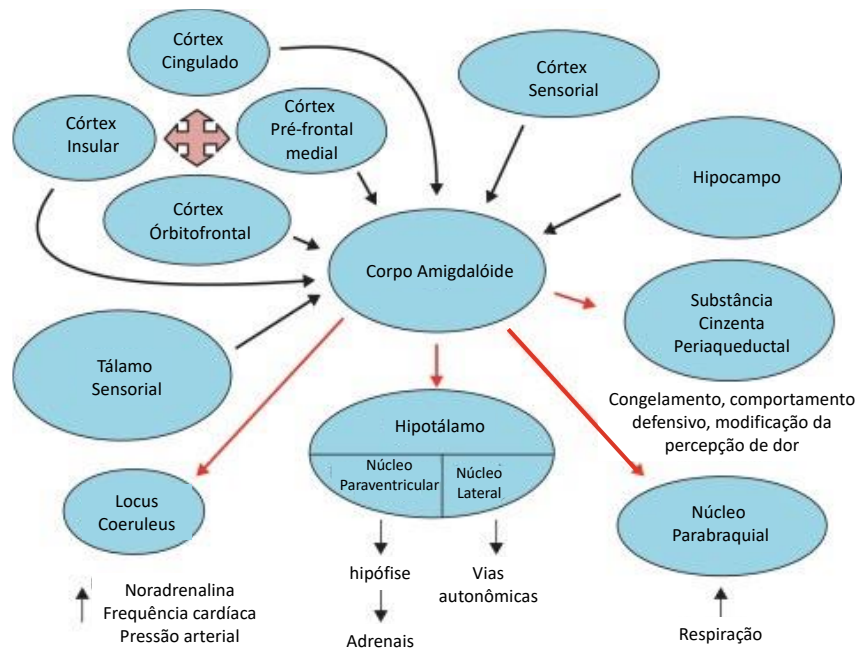 Córtex
Cingulado
Córtex
Sensorial
Córtex
Insular
Córtex
Pré-frontal
medial
Córtex
Órbitofrontal
Hipocampo
Corpo Amigdalóide
Substância
Cinzenta
Periaqueductal
Tálamo
Sensorial
Congelamento, comportamento
defensivo, modificação da
percepção de dor
Hipotálamo
Núcleo
Paraventricular
Núcleo
Lateral
Locus
Coeruleus
Núcleo
Parabraquial
hipófise
Vias
autonômicas
Adrenais
Noradrenalina
Frequência cardíaca
Pressão arterial
Respiração